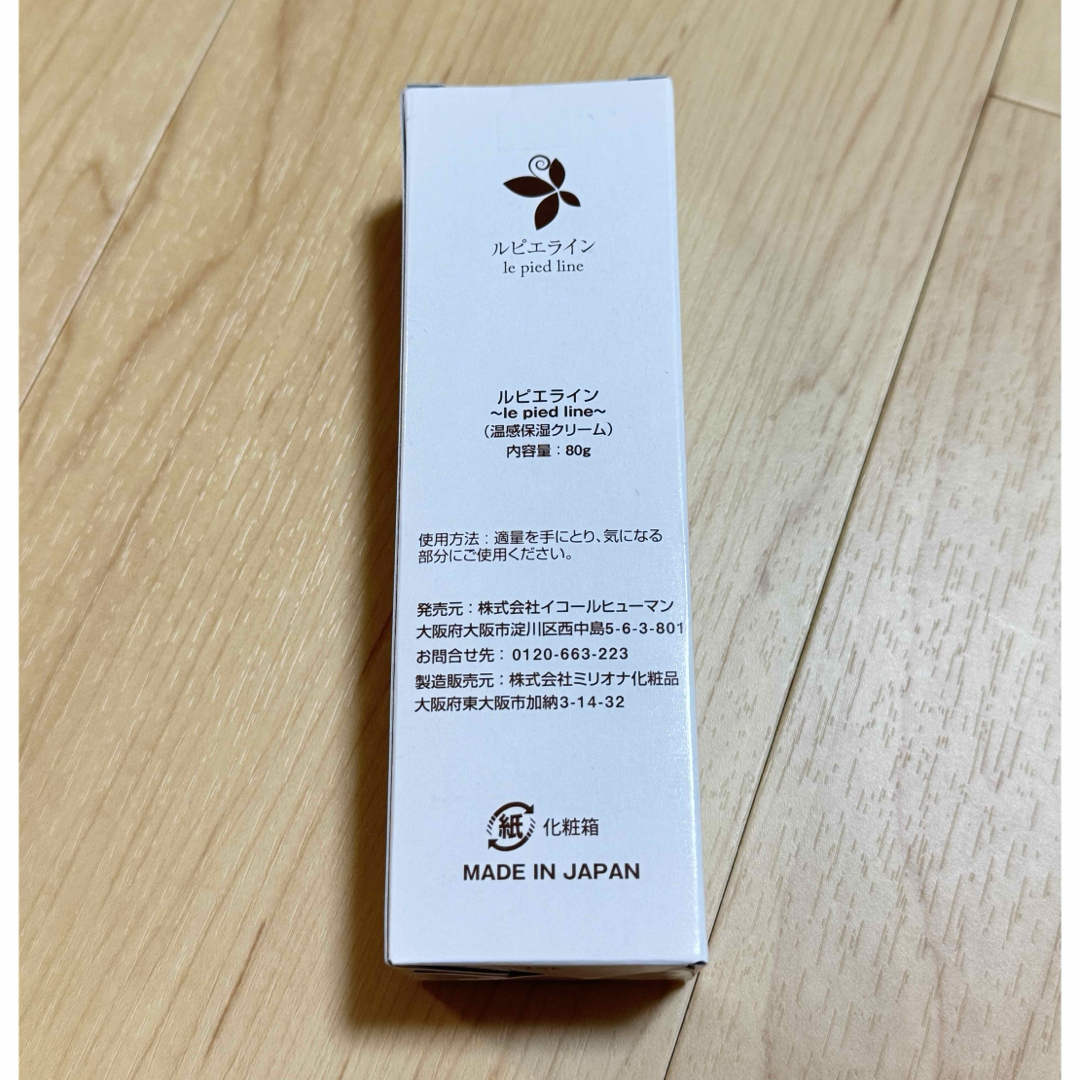 ルピエライン
le pied line
ルピエライン
~le pied line~
（温感保湿クリーム）
内容量：80g
使用方法：適量を手にとり、気になる
部分にご使用ください。
発売元：株式会社イコールヒューマン
大阪府大阪市淀川区西中島5-6-3-801
お問合せ先：0120-663-223
製造販売元：株式会社ミリオナ化粧品
大阪府東大阪市加納3-14-32
紙 化粧箱
MADE IN JAPAN